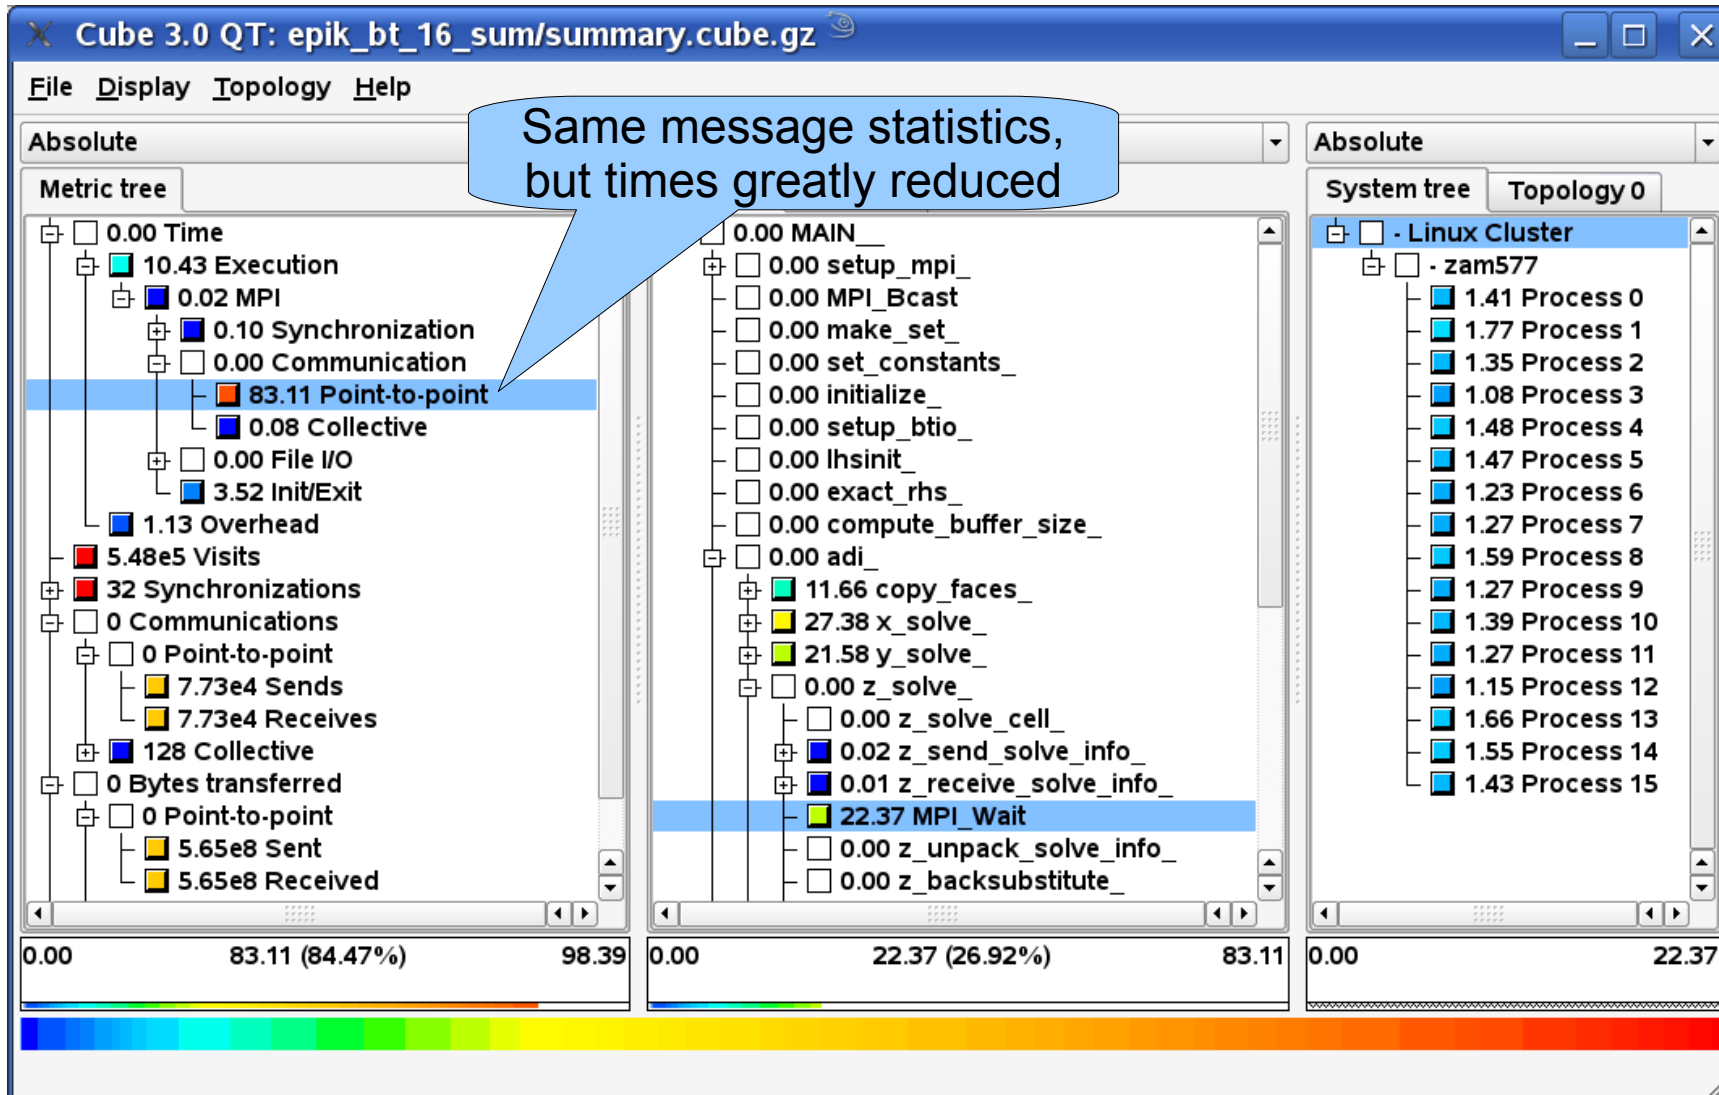 Cube 3.0 QT: epik_bt_16_sum/summary.cube.gz
File Display Topology Help
Same message statistics,
but times greatly reduced
Absolute
Metric tree
0.00 Time
10.43 Execution
0.02 MPI
0.10 Synchronization
0.00 Communication
83.11 Point-to-point
0.08 Collective
0.00 File I/O
3.52 Init/Exit
1.13 Overhead
5.48e5 Visits
32 Synchronizations
0 Communications
0 Point-to-point
7.73e4 Sends
7.73e4 Receives
128 Collective
0 Bytes transferred
0 Point-to-point
5.65e8 Sent
5.65e8 Received
0.00 83.11 (84.47%) 98.39
0.00 MAIN__
0.00 setup_mpi_
0.00 MPI_Bcast
0.00 make_set_
0.00 set_constants_
0.00 initialize_
0.00 setup_btio_
0.00 lhsinit_
0.00 exact_rhs_
0.00 compute_buffer_size_
0.00 adi_
11.66 copy_faces_
27.38 x_solve_
21.58 y_solve_
0.00 z_solve_
0.00 z_solve_cell_
0.02 z_send_solve_info_
0.01 z_receive_solve_info_
22.37 MPI_Wait
0.00 z_unpack_solve_info_
0.00 z_backsubstitute_
0.00 22.37 (26.92%) 83.11
Absolute
System tree Topology 0
- Linux Cluster
- zam577
1.41 Process 0
1.77 Process 1
1.35 Process 2
1.08 Process 3
1.48 Process 4
1.47 Process 5
1.23 Process 6
1.27 Process 7
1.59 Process 8
1.27 Process 9
1.39 Process 10
1.27 Process 11
1.15 Process 12
1.66 Process 13
1.55 Process 14
1.43 Process 15
0.00 22.37